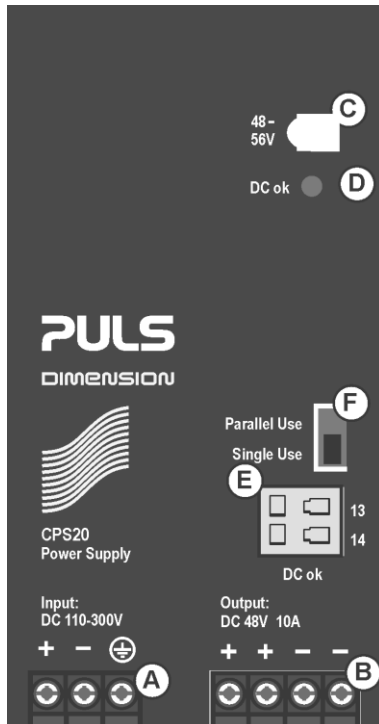 C
48–
56V
DC ok
D
PULS
DIMENSION
F
Parallel Use
Single Use
E
13
14
CPS20
Power Supply
DC ok
Input:
DC 110-300V
Output:
DC 48V 10A
+ –
+ + – –
A
B